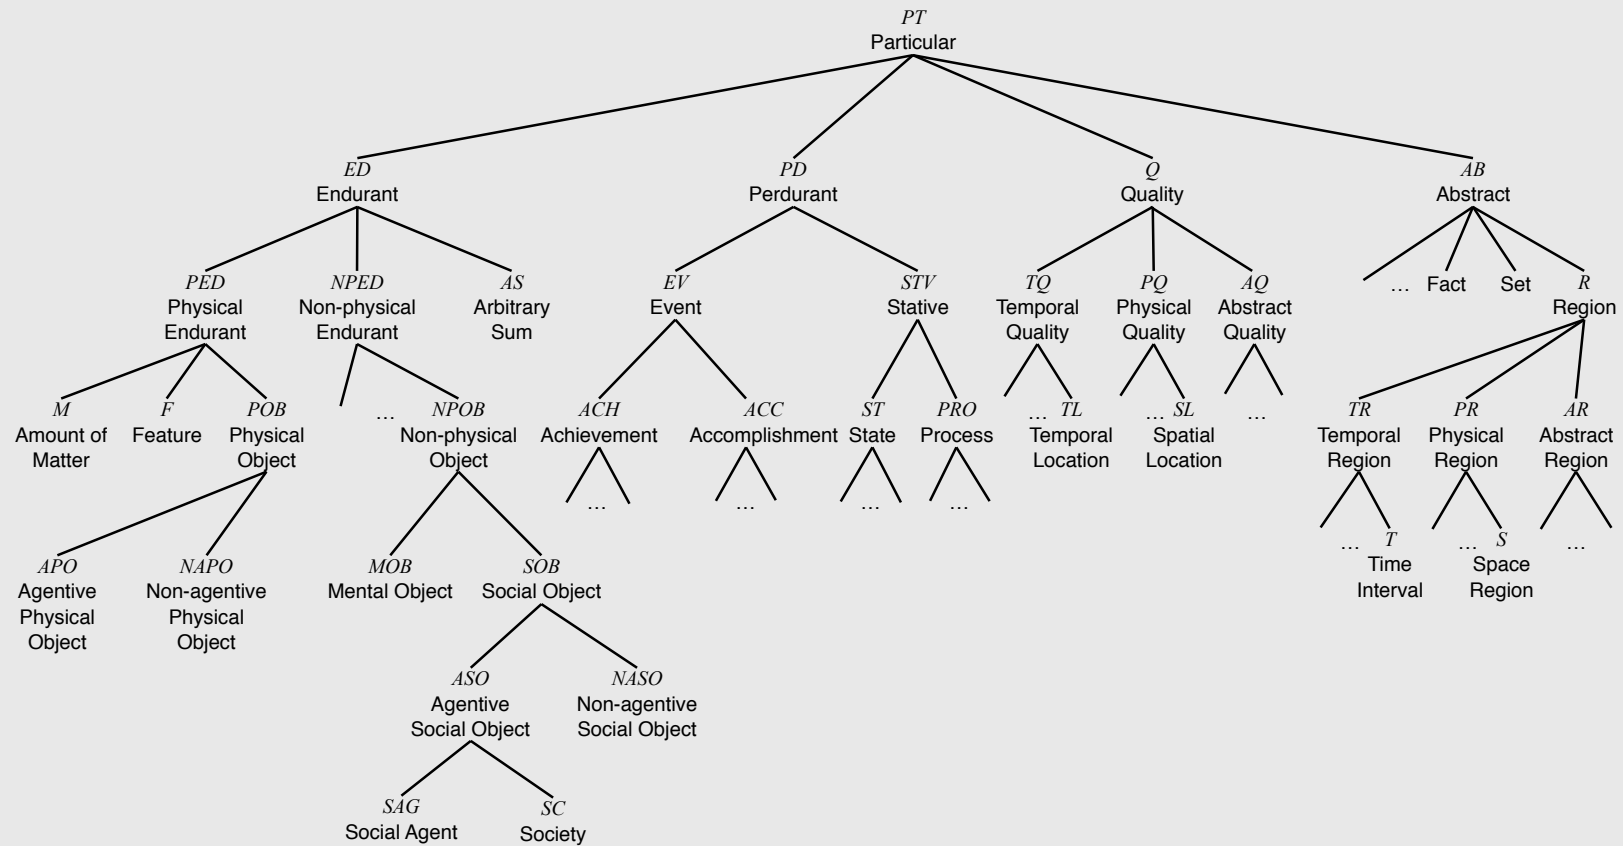 PT
Particular
ED PD Q AB
Endurant Perdurant Quality Abstract
PED NPED AS EV STV TQ PQ AQ … Fact Set R
Physical Non-physical Arbitrary Event Stative Temporal Physical Abstract Region
Endurant Endurant Sum Quality Quality Quality
M F POB … NPOB ACH ACC ST PRO … TL … SL … TR PR AR
Amount of Feature Physical Non-physical Achievement Accomplishment State Process Temporal Spatial Temporal Physical Abstract
Matter Object Object Location Location Region Region Region
… … … …
… T … S …
APO NAPO MOB SOB Time Space
Agentive Non-agentive Mental Object Social Object Interval Region
Physical Physical
Object Object
ASO NASO
Agentive Non-agentive
Social Object Social Object
SAG SC
Social Agent Society